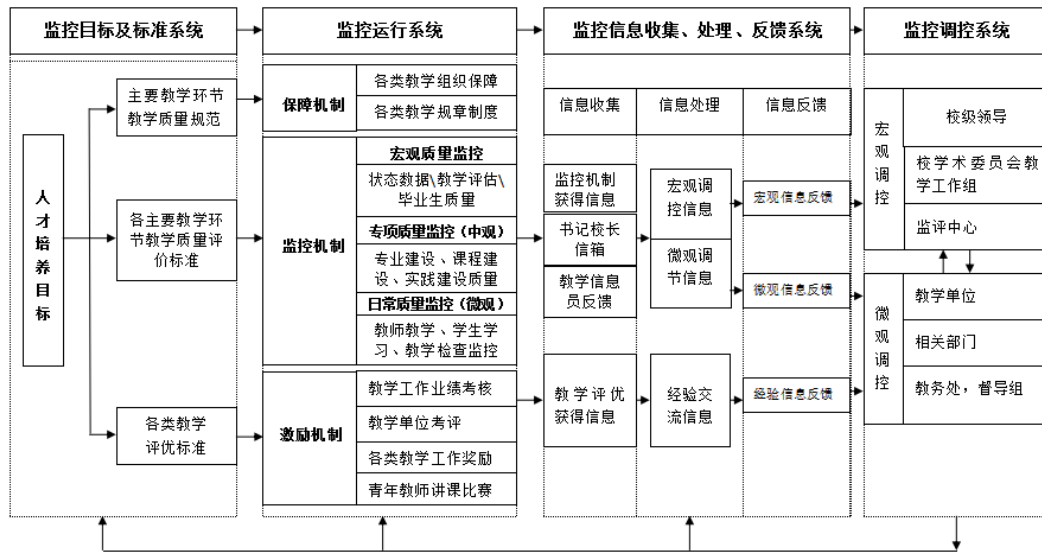 监控目标及标准系统
监控运行系统
监控信息收集、处理、反馈系统
监控调控系统
人才培养目标
主要教学环节
教学质量规范
各主要教学环
节教学质量评
价标准
各类教学
评优标准
保障机制
各类教学组织保障
各类教学规章制度
监控机制
宏观质量监控
状态数据\教学评估\
毕业生质量
专项质量监控（中观）
专业建设、课程建
设、实践建设质量
日常质量监控（微观）
教师教学、学生学
习、教学检查监控
激励机制
教学工作业绩考核
教学单位考评
各类教学工作奖励
青年教师讲课比赛
信息收集
信息处理
信息反馈
监控机制
获得信息
书记校长
信箱
教学信息
员反馈
教学评优
获得信息
宏观调
控信息
微观调
节信息
经验交
流信息
宏观信息反馈
微观信息反馈
经验信息反馈
宏观调控
校级领导
校学术委员会教
学工作组
监评中心
微观调控
教学单位
相关部门
教务处，督导组